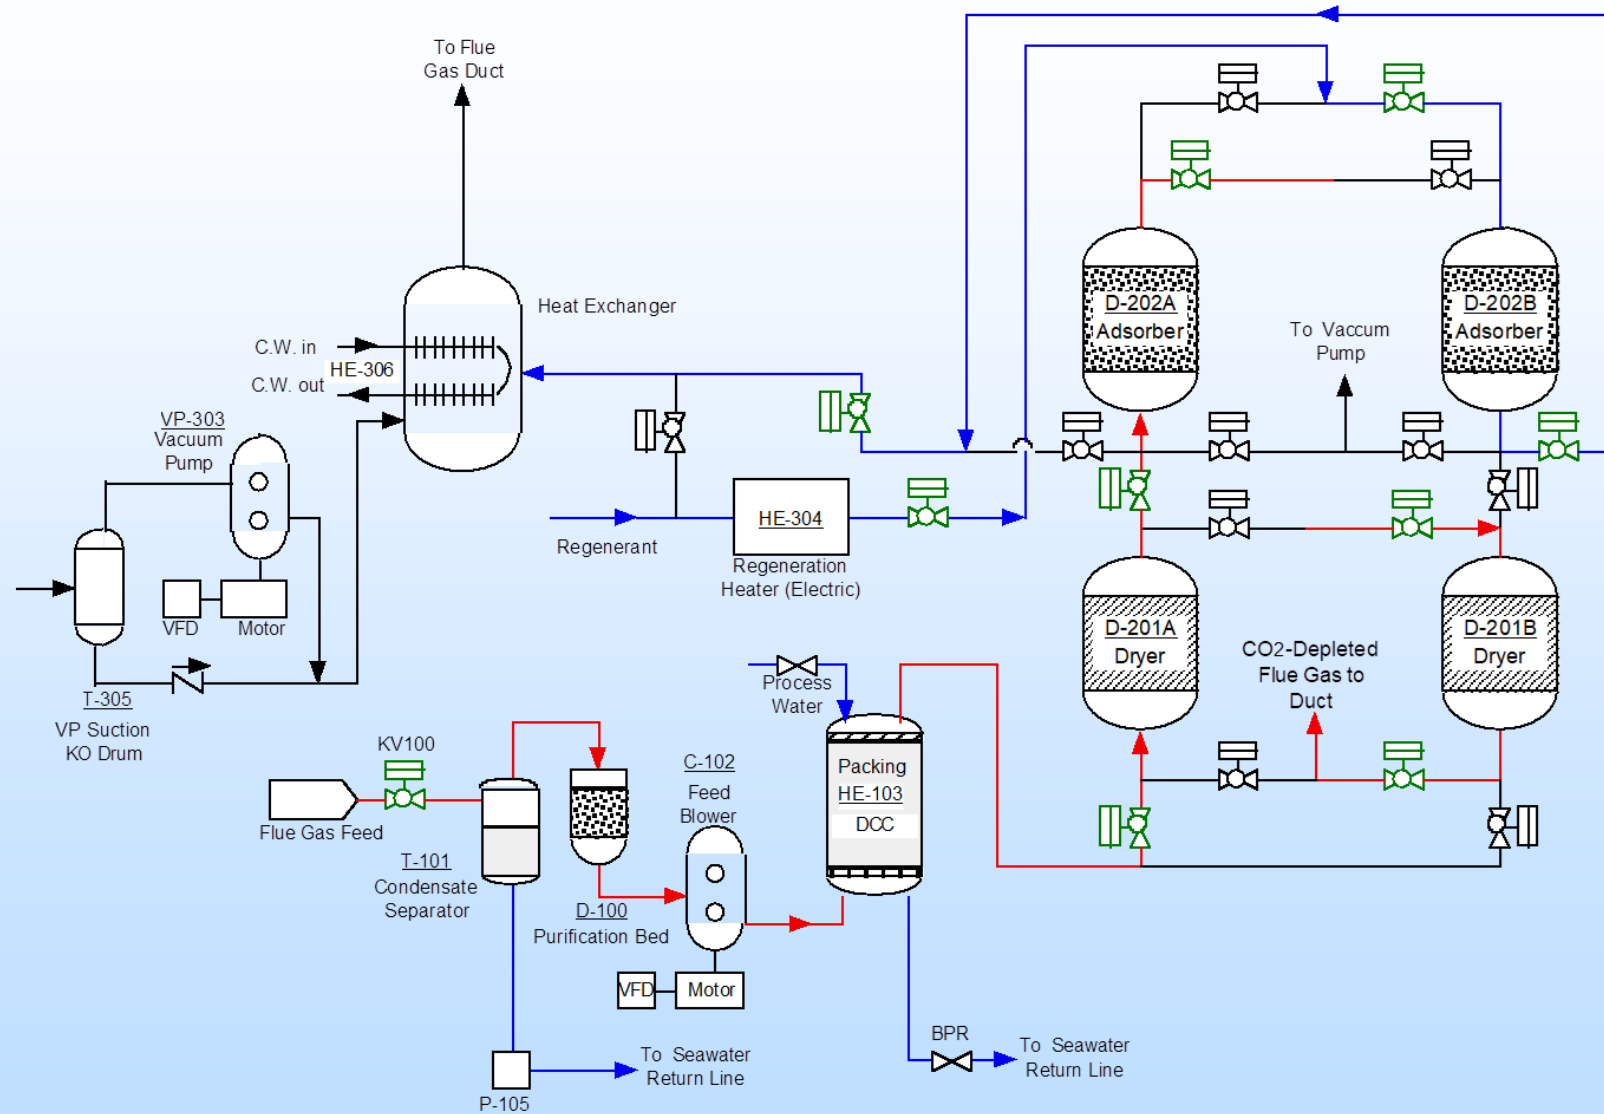 To Flue
Gas Duct
Heat Exchanger
C.W. in
HE-306
C.W. out
VP-303
Vacuum
Pump
VFD
Motor
T-305
VP Suction
KO Drum
Regenerant
HE-304
Regeneration
Heater (Electric)
D-202A
Adsorber
D-202B
Adsorber
To Vaccum
Pump
D-201A
Dryer
D-201B
Dryer
CO2-Depleted
Flue Gas to
Duct
Process
Water
KV100
Flue Gas Feed
T-101
Condensate
Separator
D-100
Purification Bed
C-102
Feed
Blower
VFD
Motor
Packing
HE-103
DCC
BPR
To Seawater
Return Line
To Seawater
Return Line
P-105